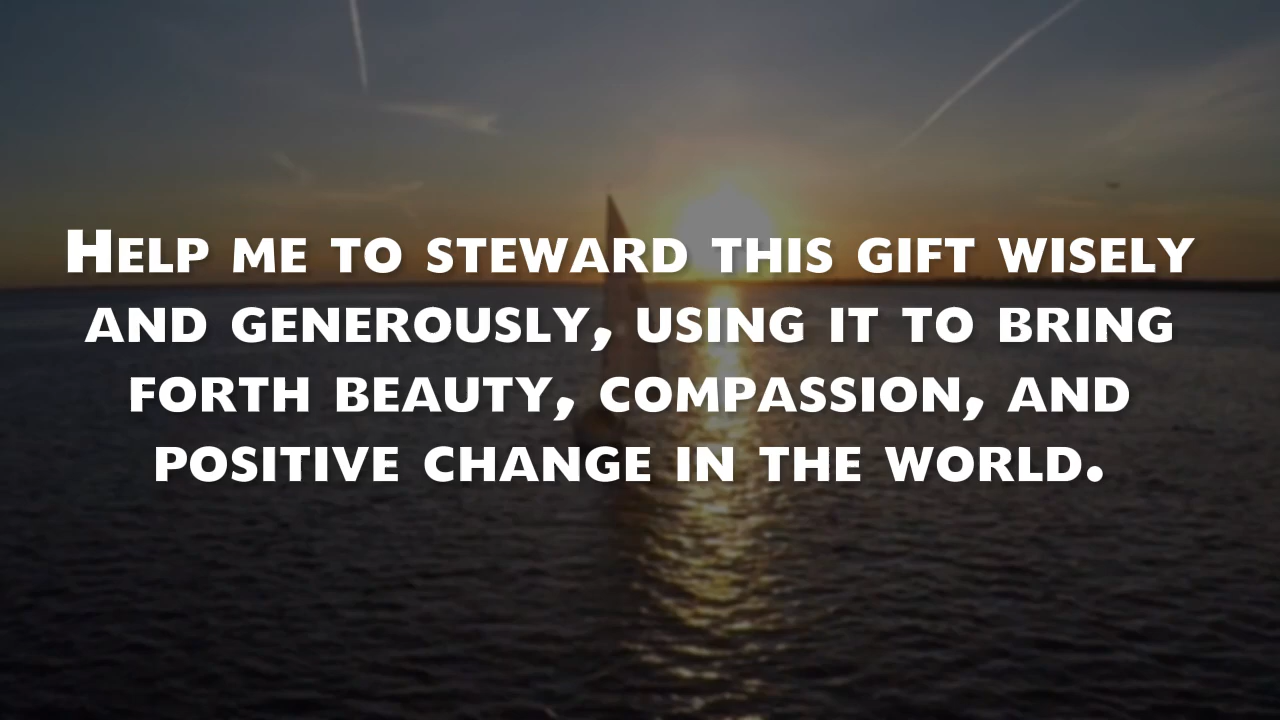 Help me to steward this gift wisely
and generously, using it to bring
forth beauty, compassion, and
positive change in the world.